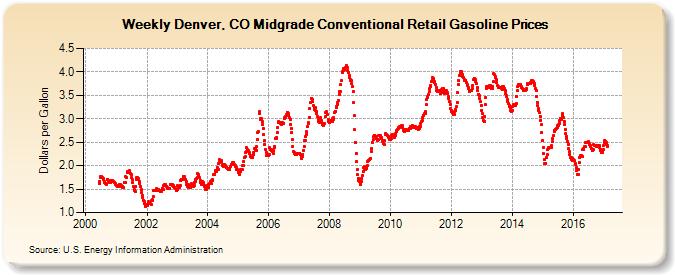 Weekly Denver, CO Midgrade Conventional Retail Gasoline Prices
Dollars per Gallon
4.5
4.0
3.5
3.0
2.5
2.0
1.5
1.0
2000 2002 2004 2006 2008 2010 2012 2014 2016 2018
Source: U.S. Energy Information Administration